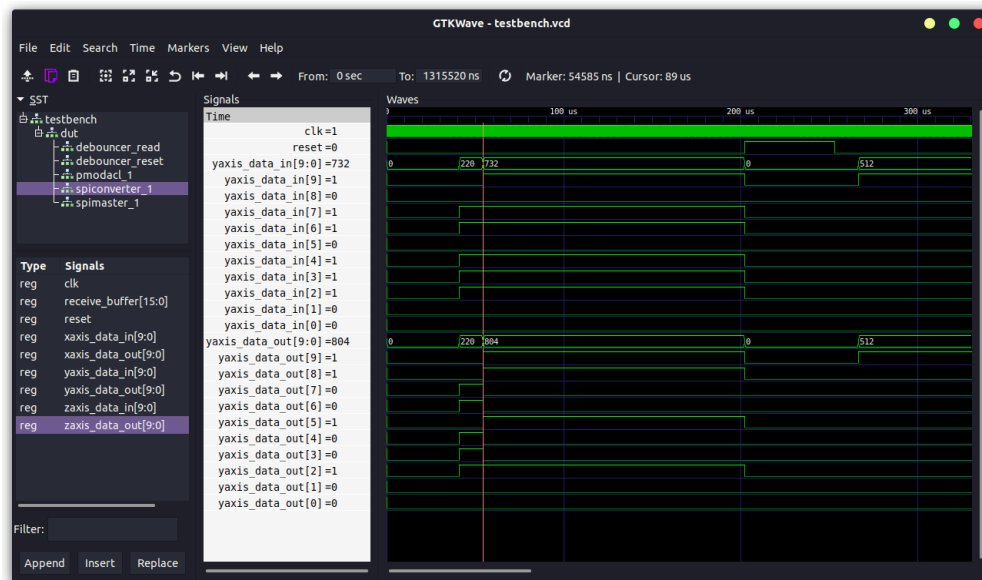 GTKWave - testbench.vcd
File Edit Search Time Markers View Help
From: 0 sec To: 1315520 ns Marker: 54585 ns | Cursor: 89 us
SST
testbench
dut
debouncer_read
debouncer_reset
pmodacl_1
spiconverter_1
spimaster_1
Type Signals
reg clk
reg receive_buffer[15:0]
reg reset
reg xaxis_data_in[9:0]
reg xaxis_data_out[9:0]
reg yaxis_data_in[9:0]
reg yaxis_data_out[9:0]
reg zaxis_data_in[9:0]
reg zaxis_data_out[9:0]
Filter:
Append Insert Replace
Signals
Time
clk=1
reset=0
yaxis_data_in[9:0]=732
yaxis_data_in[9]=1
yaxis_data_in[8]=0
yaxis_data_in[7]=1
yaxis_data_in[6]=1
yaxis_data_in[5]=0
yaxis_data_in[4]=1
yaxis_data_in[3]=1
yaxis_data_in[2]=1
yaxis_data_in[1]=0
yaxis_data_in[0]=0
yaxis_data_out[9:0]=804
yaxis_data_out[9]=1
yaxis_data_out[8]=1
yaxis_data_out[7]=0
yaxis_data_out[6]=0
yaxis_data_out[5]=1
yaxis_data_out[4]=0
yaxis_data_out[3]=0
yaxis_data_out[2]=1
yaxis_data_out[1]=0
yaxis_data_out[0]=0
Waves
100 us 200 us 300 us
0 220 732 0 512
0 220 804 0 512